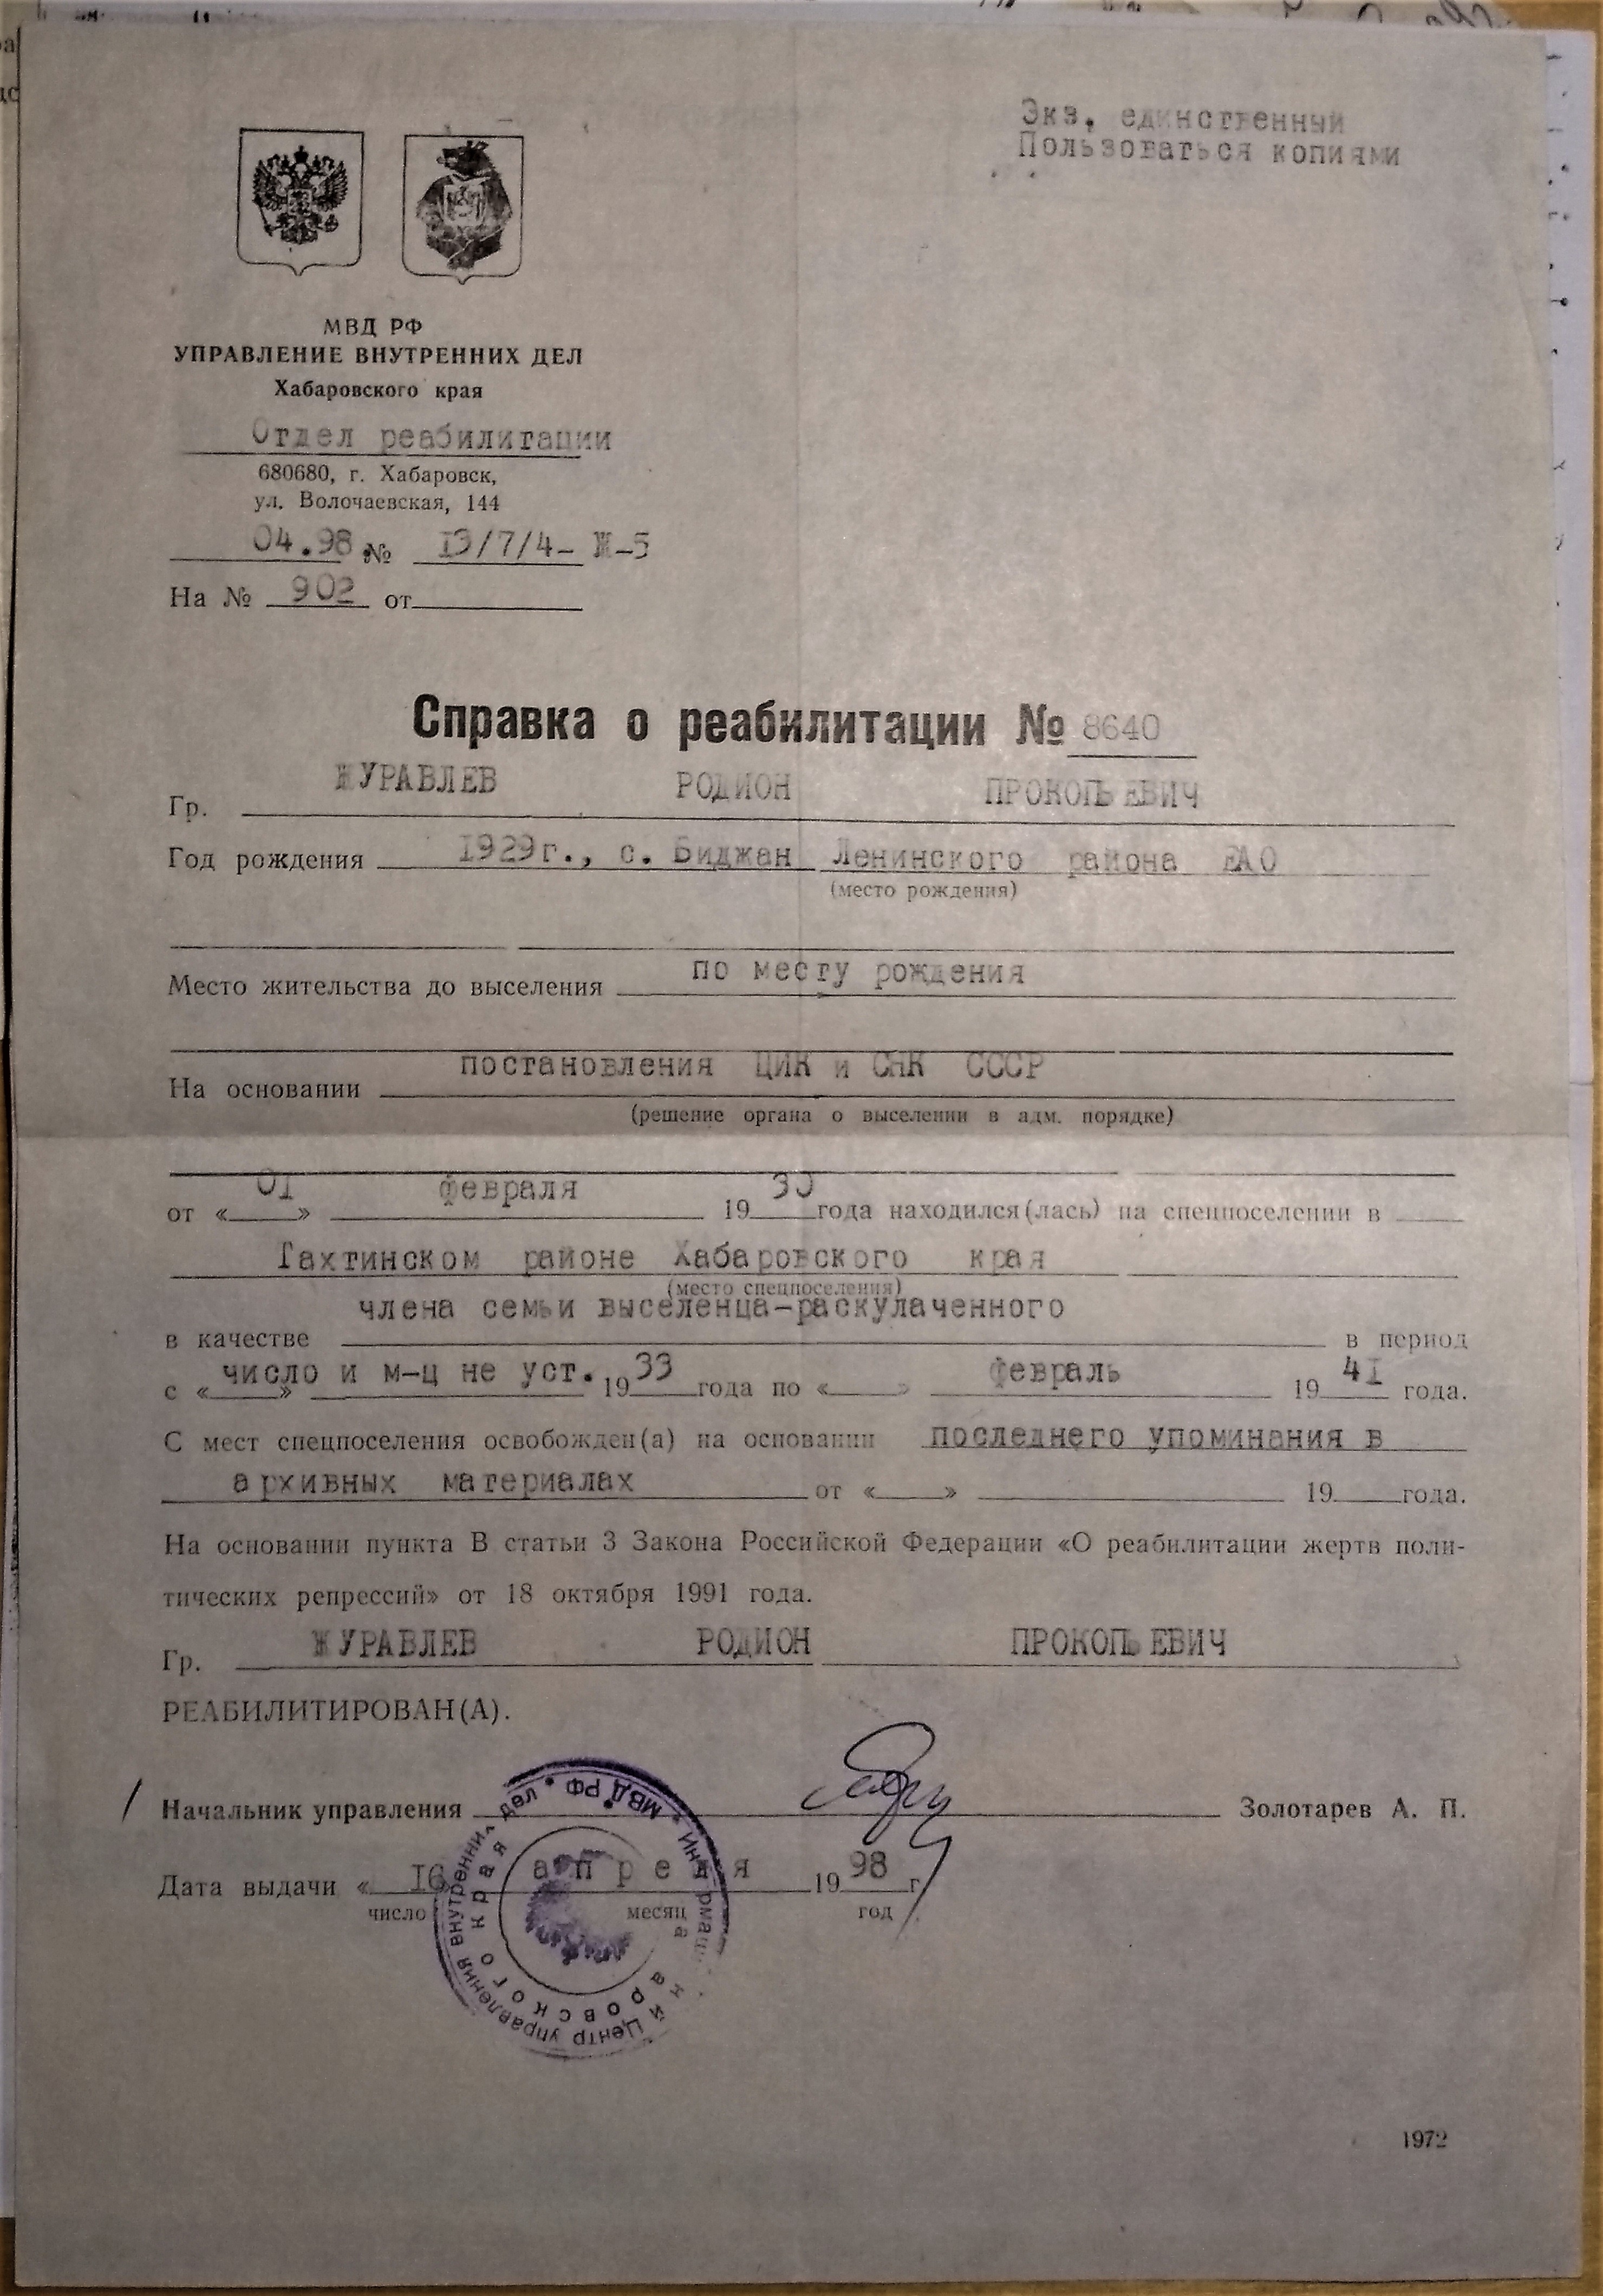 Экз. единственный
Пользоваться копиями
МВД РФ
УПРАВЛЕНИЕ ВНУТРЕННИХ ДЕЛ
Хабаровского края
Отдел реабилитации
680680, г. Хабаровск,
ул. Волочаевская, 144
04.98 № 13/7/4- Ж-5
На № 902 от
Справка о реабилитации № 8640
Гр. ЖУРАВЛЕВ РОДИОН ПРОКОПЬЕВИЧ
Год рождения 1929г., с. Биджан Ленинского района ЕАО
(место рождения)
Место жительства до выселения по месту рождения
На основании постановления ЦИК и СНК СССР
(решение органа о выселении в адм. порядке)
от « 01 » февраля 1930 года находился(лась) на спецпоселении в
Тахтинском районе Хабаровского края
(место спецпоселения)
члена семьи выселенца-раскулаченного
в качестве в период
с « число и м-ц не уст. » 1933 года по « » февраль 1941 года.
С мест спецпоселения освобожден(а) на основании последнего упоминания в
архивных материалах от « » 19 года.
На основании пункта В статьи 3 Закона Российской Федерации «О реабилитации жертв поли-
тических репрессий» от 18 октября 1991 года.
Гр. ЖУРАВЛЕВ РОДИОН ПРОКОПЬЕВИЧ
РЕАБИЛИТИРОВАН(А).
Начальник управления Золотарев А. П.
Дата выдачи « 16 апреля 1998 г
число месяц год
МВД РФ • Центр управления внутренних дел
края
1972